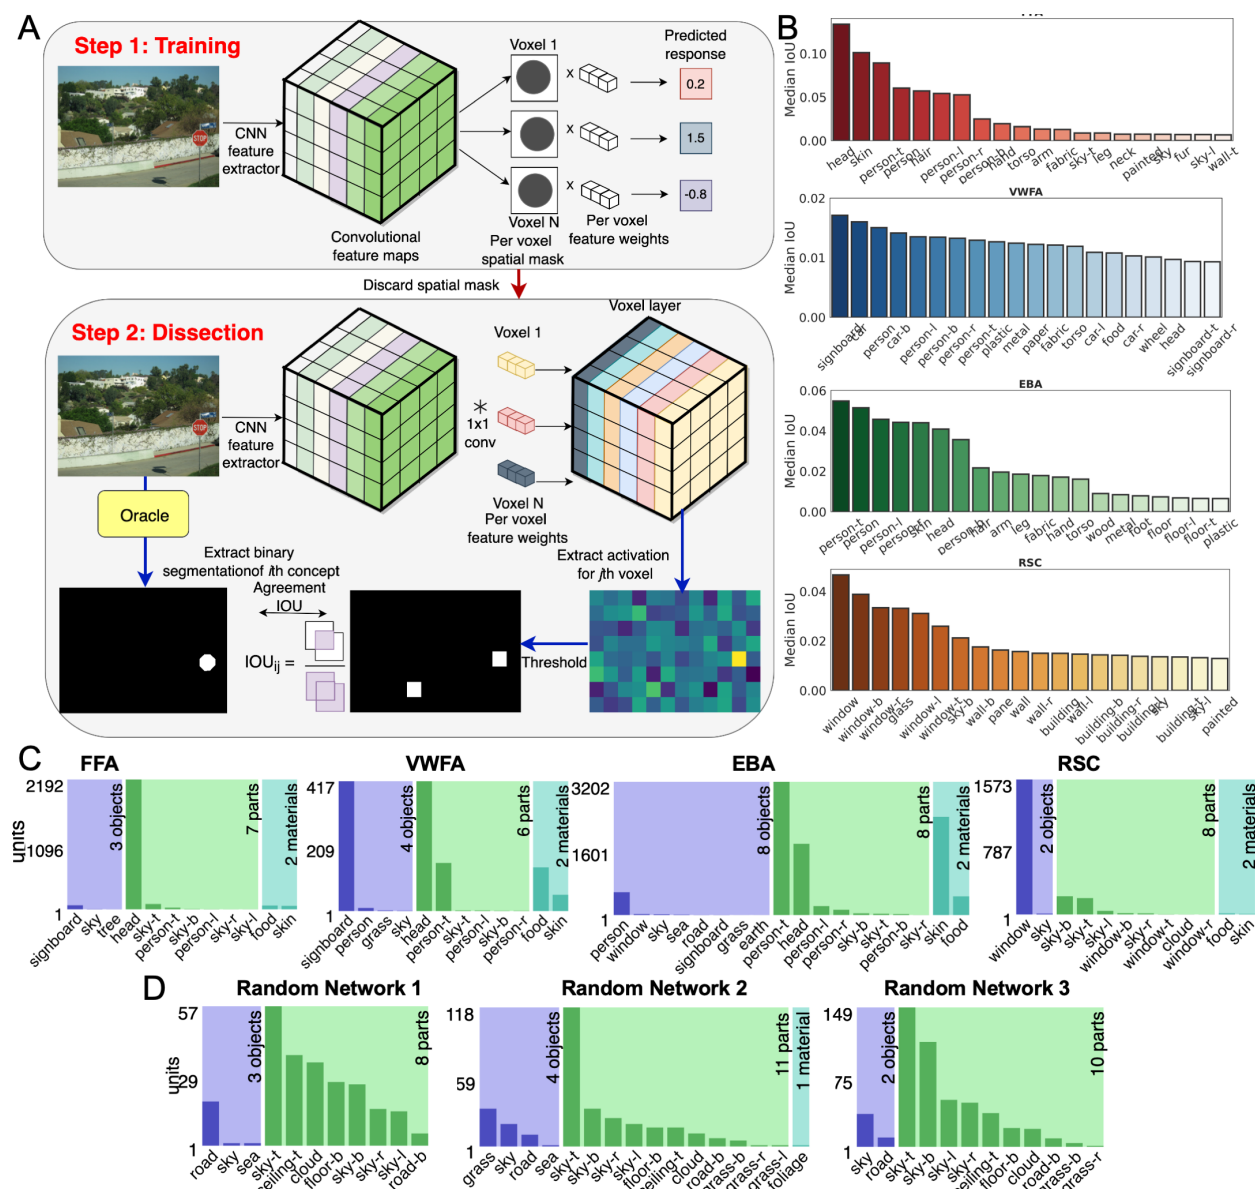 A
Step 1: Training
STOP
CNN
feature
extractor
Convolutional
feature maps
Voxel 1
x
x
x
Voxel N
Per voxel
spatial mask
Per voxel
feature weights
Predicted
response
0.2
1.5
-0.8
Discard spatial mask
Step 2: Dissection
STOP
CNN
feature
extractor
Voxel 1
1x1
conv
Voxel N
Per voxel
feature weights
Voxel layer
Oracle
Extract binary
segmentationof ith concept
Agreement
IOU
IOUij =
Extract activation
for jth voxel
Threshold
B
Median IoU
0.10
0.05
0.00
head
skin
person-t
person
hair
person-l
person-r
person-b
hand
torso
arm
fabric
sky-t
leg
neck
painted
sky
fur
sky-l
wall-t
VWFA
Median IoU
0.02
0.01
0.00
signboard
car
person
car-b
person-l
person-b
person-r
person-t
plastic
metal
paper
fabric
torso
car-l
food
car-r
wheel
head
signboard-t
signboard-r
EBA
Median IoU
0.06
0.04
0.02
0.00
person-t
person
person-l
person-r
skin
head
person-b
hair
arm
leg
fabric
hand
torso
wood
metal
foot
floor
floor-l
floor-t
plastic
RSC
Median IoU
0.04
0.02
0.00
window
window-b
window-r
glass
window-l
window-t
sky-b
wall-b
pane
wall
wall-r
building
wall-l
building-b
building-r
building-l
sky
building-t
sky-l
painted
C
FFA
units
2192
1096
1
3 objects
7 parts
2 materials
signboard
sky
tree
head
sky-t
person-t
sky-b
person-l
sky-r
sky-l
food
skin
VWFA
417
209
1
4 objects
6 parts
2 materials
signboard
person
grass
sky
head
person-t
sky-t
person-l
sky-b
person-r
food
skin
EBA
3202
1601
1
8 objects
8 parts
2 materials
person
window
sky
sea
road
signboard
grass
earth
person-t
head
person-l
person-r
sky-b
sky-t
person-b
sky-r
skin
food
RSC
1573
787
1
2 objects
8 parts
2 materials
window
sky
sky-b
sky-t
sky-l
window-b
sky-r
window-t
cloud
window-r
food
skin
D
Random Network 1
units
57
29
1
3 objects
8 parts
road
sky
sea
sky-t
ceiling-t
cloud
floor-b
sky-b
sky-r
sky-l
road-b
Random Network 2
118
59
1
4 objects
11 parts
1 material
grass
sky
road
sea
sky-t
sky-b
sky-r
sky-l
floor-b
ceiling-t
cloud
road-b
grass-b
grass-r
grass-l
foliage
Random Network 3
149
75
1
2 objects
10 parts
sky
road
sky-t
sky-b
sky-l
sky-r
ceiling-t
floor-b
cloud
road-b
grass-b
grass-r